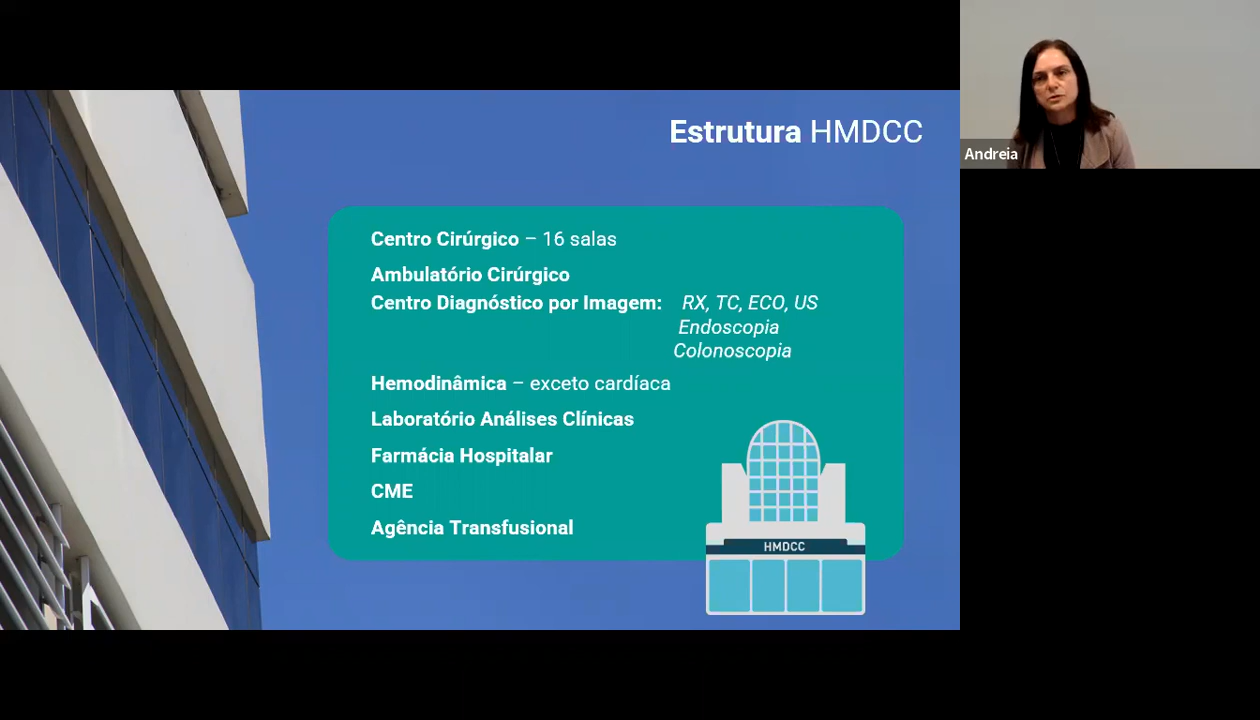 Estrutura HMDCC
Andreia
Centro Cirúrgico – 16 salas
Ambulatório Cirúrgico
Centro Diagnóstico por Imagem: RX, TC, ECO, US
Endoscopia
Colonoscopia
Hemodinâmica – exceto cardíaca
Laboratório Análises Clínicas
Farmácia Hospitalar
CME
Agência Transfusional
HMDCC